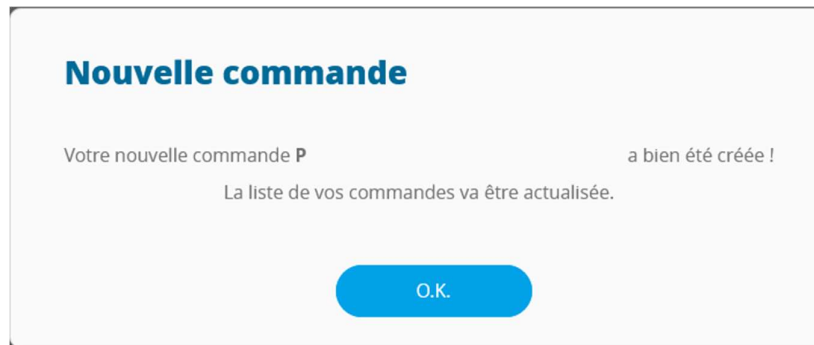 Nouvelle commande
Votre nouvelle commande P a bien été créée !
La liste de vos commandes va être actualisée.
O.K.